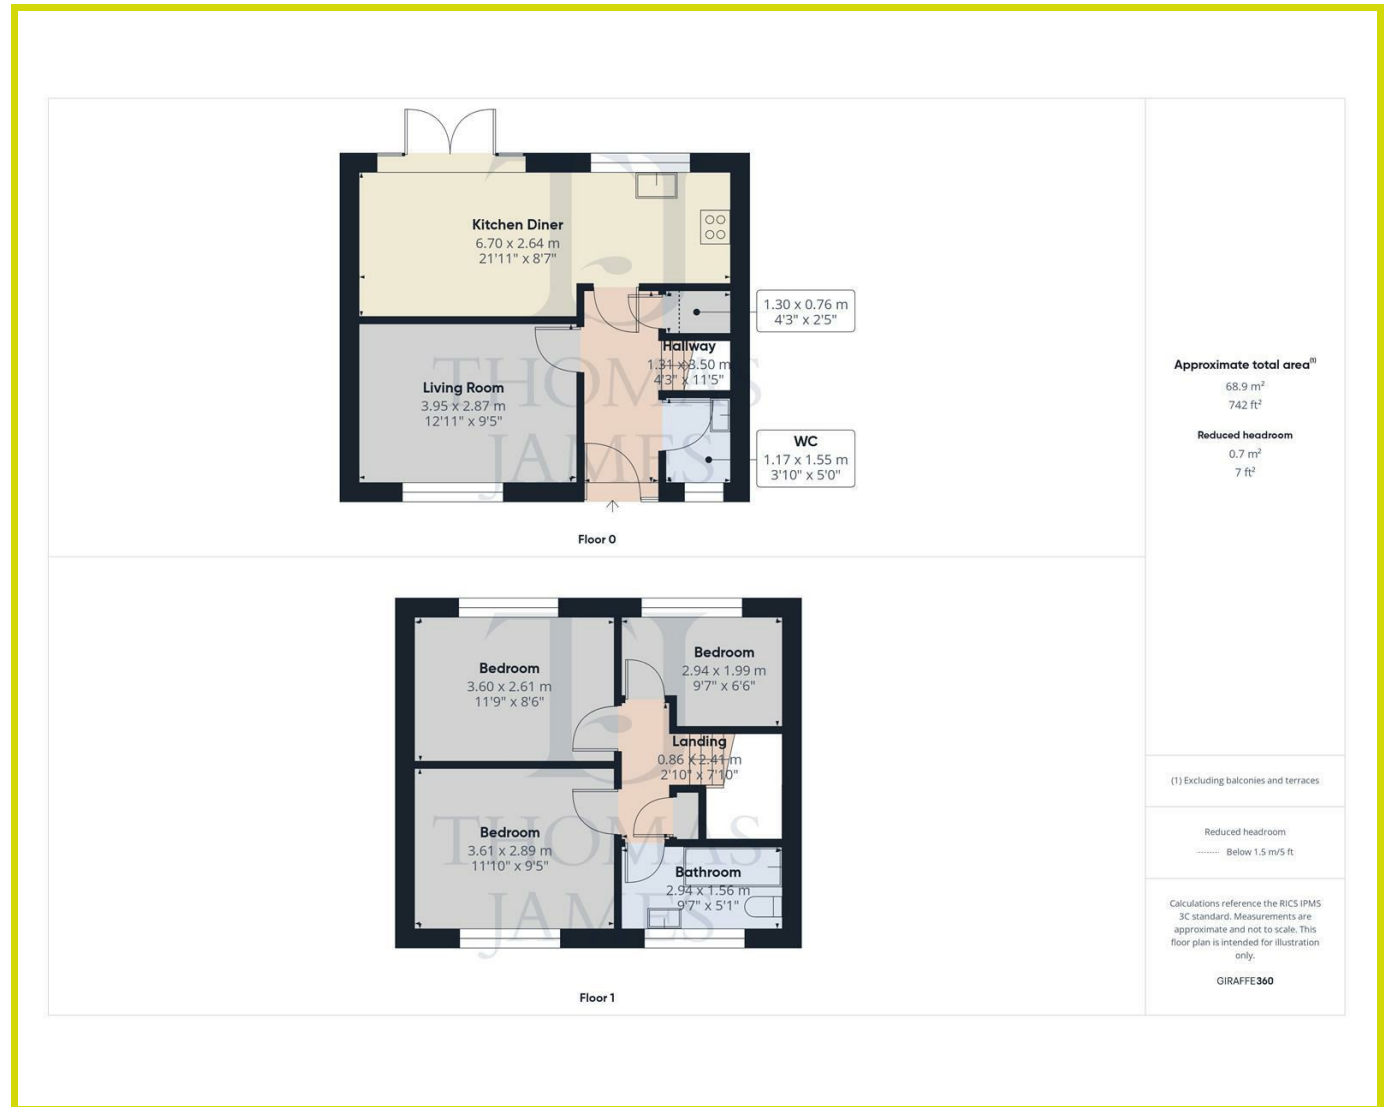 Kitchen Diner
6.70 x 2.64 m
21'11" x 8'7"
1.30 x 0.76 m
4'3" x 2'5"
Hallway
1.31 x 3.50 m
4'3" x 11'5"
Living Room
3.95 x 2.87 m
12'11" x 9'5"
WC
1.17 x 1.55 m
3'10" x 5'0"
THOMAS
JAMES
Floor 0
Bedroom
3.60 x 2.61 m
11'9" x 8'6"
Bedroom
2.94 x 1.99 m
9'7" x 6'6"
Landing
0.86 x 2.41 m
2'10" x 7'10"
Bedroom
3.61 x 2.89 m
11'10" x 9'5"
Bathroom
2.94 x 1.56 m
9'7" x 5'1"
THOMAS
JAMES
Floor 1
Approximate total area(1)
68.9 m²
742 ft²
Reduced headroom
0.7 m²
7 ft²
(1) Excluding balconies and terraces
Reduced headroom
Below 1.5 m/5 ft
Calculations reference the RICS IPMS
3C standard. Measurements are
approximate and not to scale. This
floor plan is intended for illustration
only.
GIRAFFE360